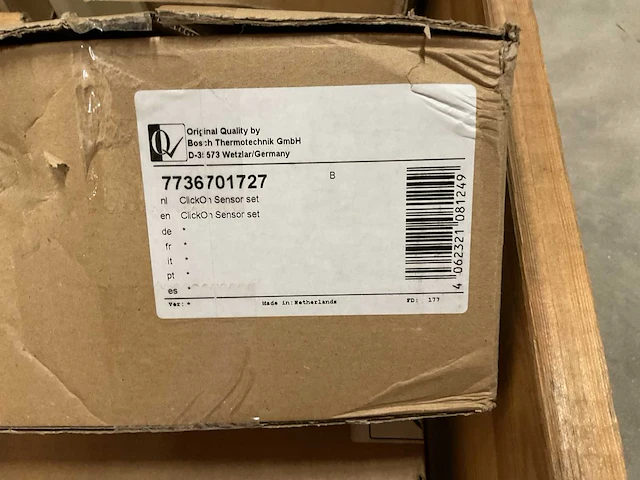 Original Quality by
Bosch Thermotechnik GmbH
D-35573 Wetzlar/Germany
7736701727 B
nl ClickOn Sensor set
en ClickOn Sensor set
de *
fr *
it *
pt *
es *
4 062321 081249
Ver: * Made in: Netherlands FD: 177